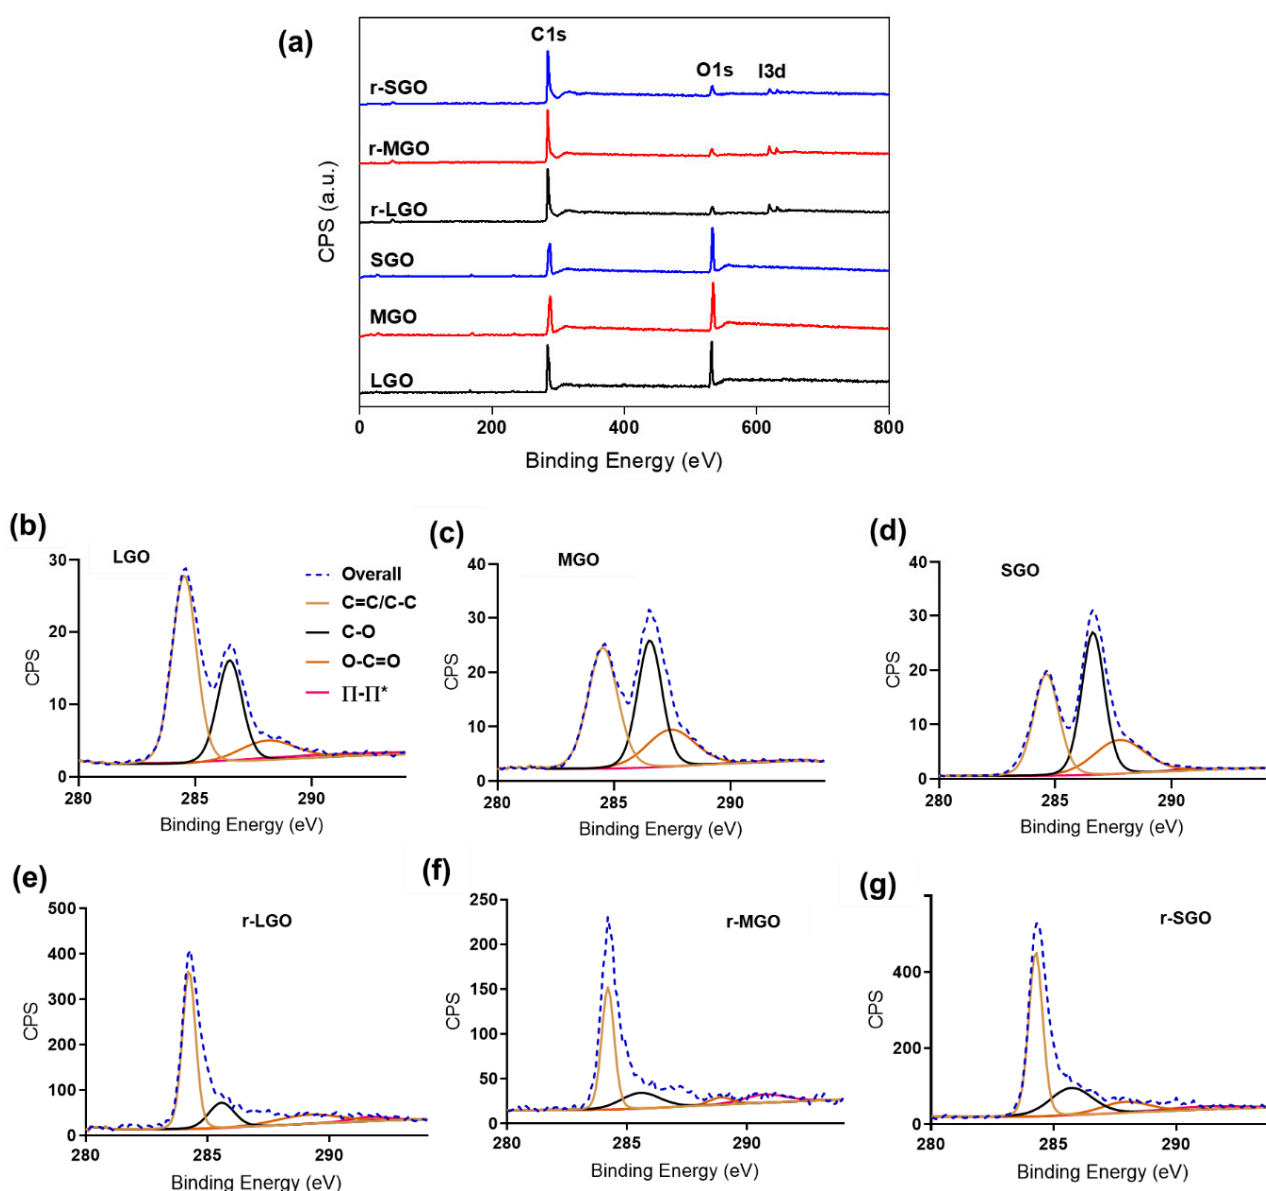 (a)
C1s
O1s
I3d
r-SGO
r-MGO
r-LGO
SGO
MGO
LGO
CPS (a.u.)
0 200 400 600 800
Binding Energy (eV)
(b)
LGO
30
20
10
0
CPS
Overall
C=C/C-C
C-O
O-C=O
Π-Π*
280 285 290
Binding Energy (eV)
(c)
MGO
40
30
20
10
0
CPS
280 285 290
Binding Energy (eV)
(d)
SGO
40
20
0
CPS
280 285 290
Binding Energy (eV)
(e)
r-LGO
500
400
300
200
100
0
CPS
280 285 290
Binding Energy (eV)
(f)
r-MGO
250
200
150
100
50
0
CPS
280 285 290
Binding Energy (eV)
(g)
r-SGO
400
200
0
CPS
280 285 290
Binding Energy (eV)